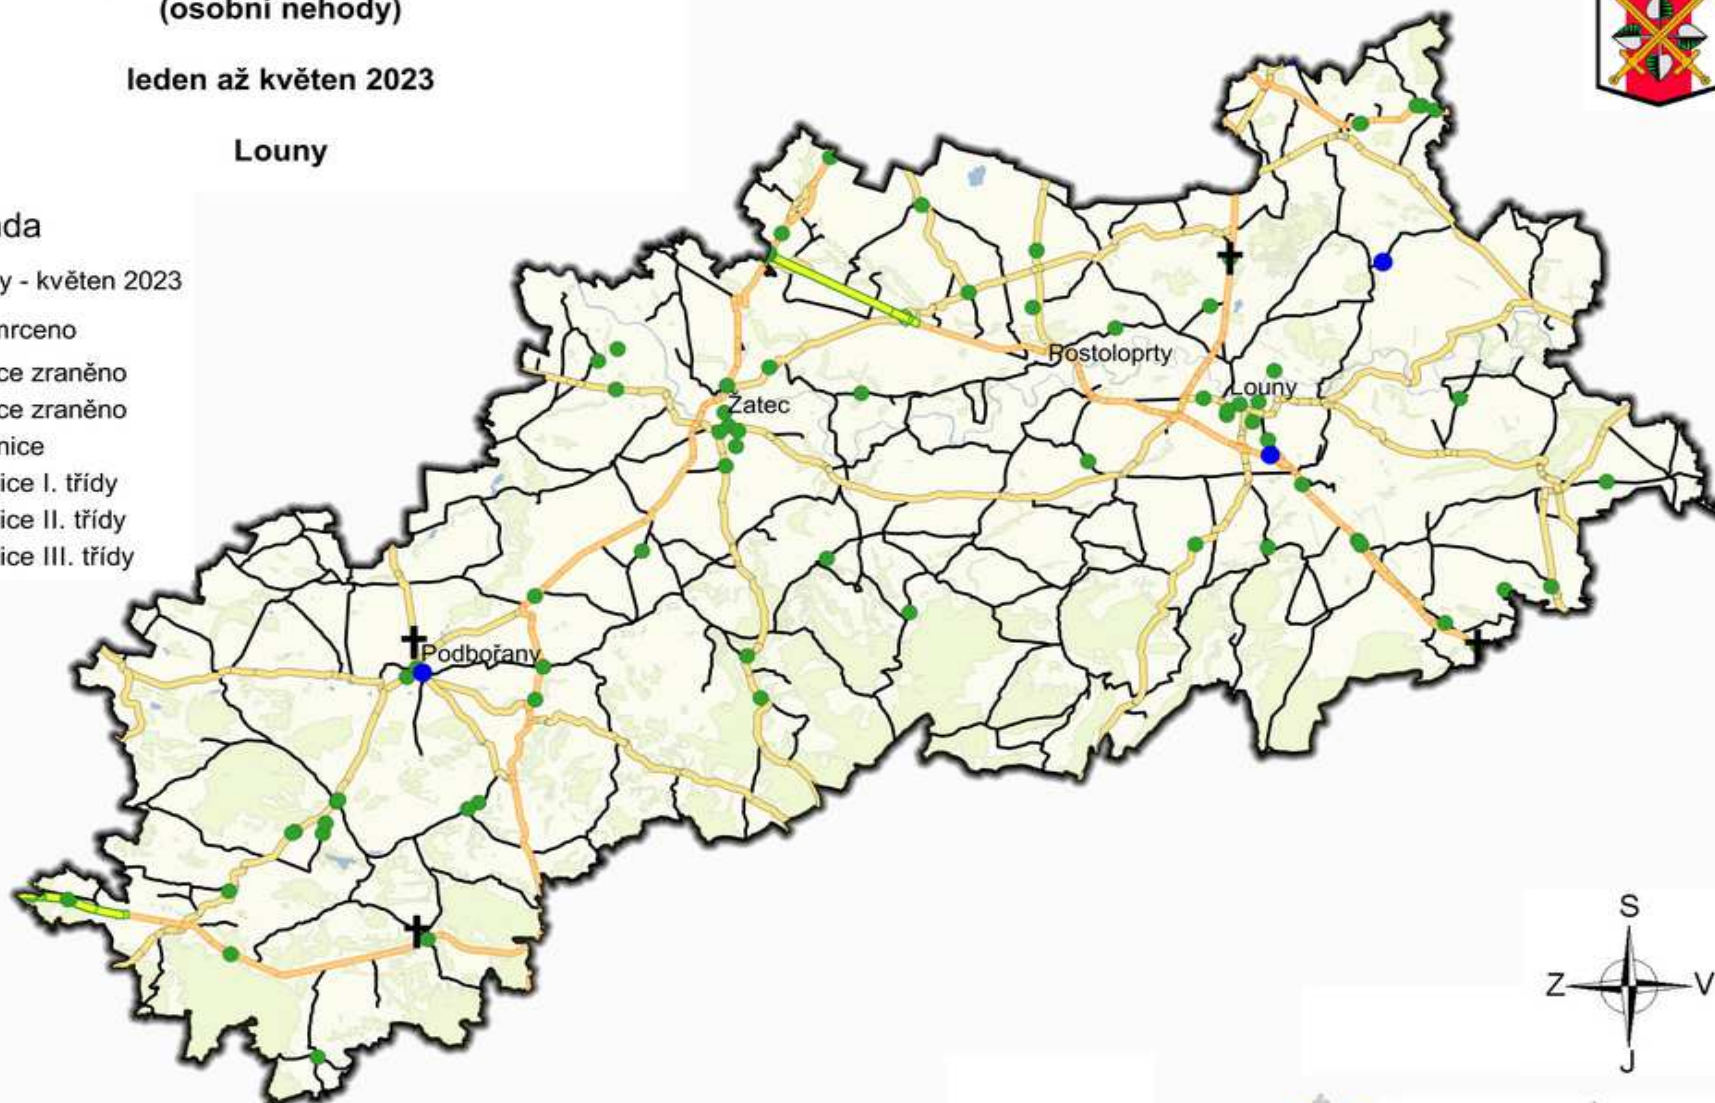 (osobní nehody)
leden až květen 2023
Louny
nda
y - květen 2023
mrceno
ce zraněno
ce zraněno
nice
ice I. třídy
ice II. třídy
ice III. třídy
Postoloprty
Louny
Žatec
Podbořany
S
Z
V
J